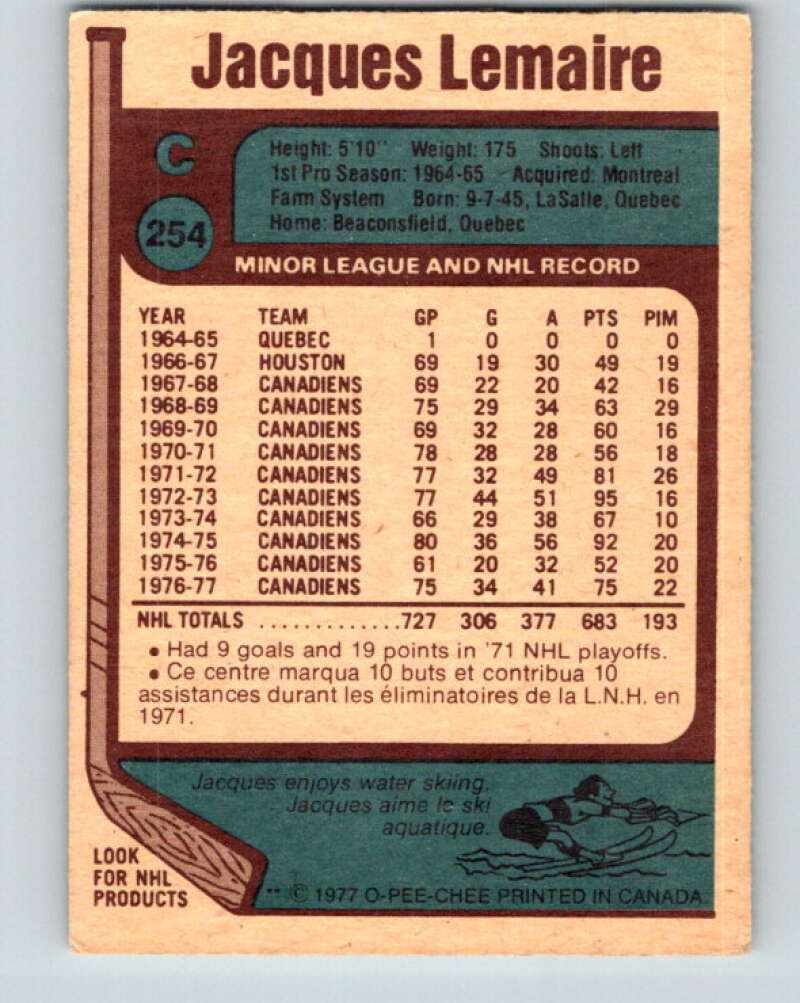 Jacques Lemaire
C
Height: 5'10" Weight: 175 Shoots: Left
1st Pro Season: 1964-65 Acquired: Montreal
Farm System Born: 9-7-45, LaSalle, Quebec
Home: Beaconsfield, Quebec
254
MINOR LEAGUE AND NHL RECORD
YEAR TEAM GP G A PTS PIM
1964-65 QUEBEC 1 0 0 0 0
1966-67 HOUSTON 69 19 30 49 19
1967-68 CANADIENS 69 22 20 42 16
1968-69 CANADIENS 75 29 34 63 29
1969-70 CANADIENS 69 32 28 60 16
1970-71 CANADIENS 78 28 28 56 18
1971-72 CANADIENS 77 32 49 81 26
1972-73 CANADIENS 77 44 51 95 16
1973-74 CANADIENS 66 29 38 67 10
1974-75 CANADIENS 80 36 56 92 20
1975-76 CANADIENS 61 20 32 52 20
1976-77 CANADIENS 75 34 41 75 22
NHL TOTALS .............727 306 377 683 193
• Had 9 goals and 19 points in '71 NHL playoffs.
• Ce centre marqua 10 buts et contribua 10
assistances durant les éliminatoires de la L.N.H. en
1971.
Jacques enjoys water skiing.
Jacques aime le ski
aquatique.
LOOK
FOR NHL
PRODUCTS
** © 1977 O-PEE-CHEE PRINTED IN CANADA